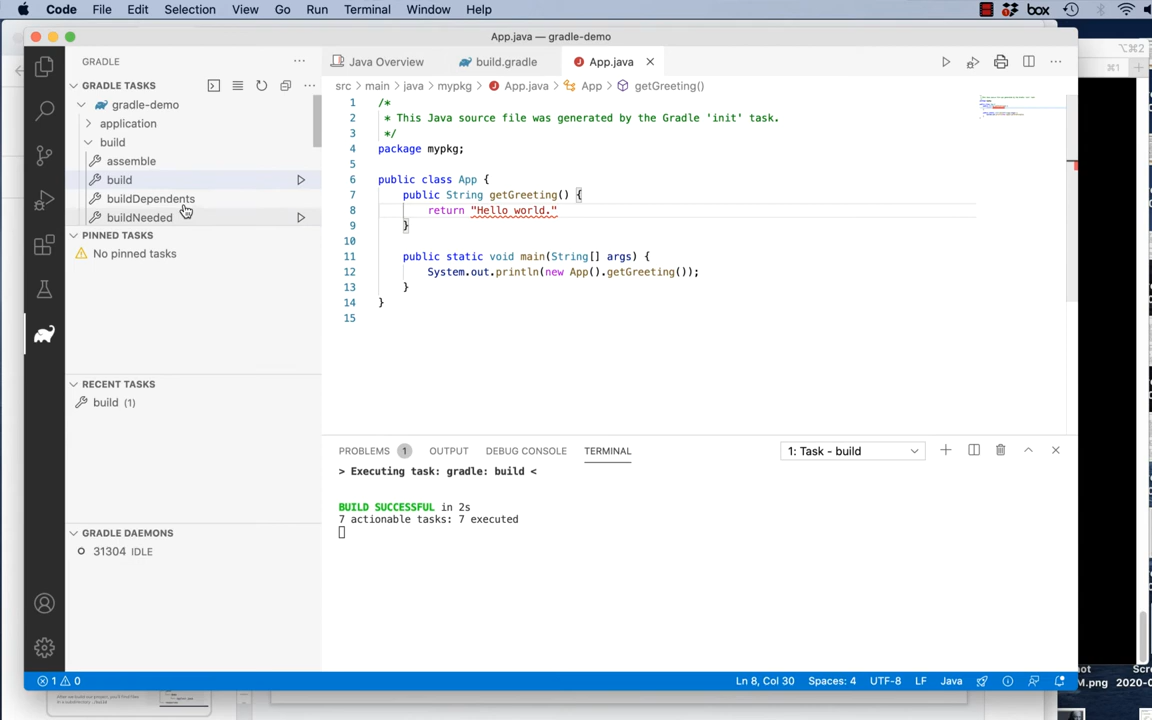 Code File Edit Selection View Go Run Terminal Window Help
box
App.java — gradle-demo
⌥⌘2
⌘1
GRADLE
GRADLE TASKS
gradle-demo
application
build
assemble
build
buildDependents
buildNeeded
PINNED TASKS
No pinned tasks
RECENT TASKS
build (1)
GRADLE DAEMONS
31304 IDLE
Java Overview build.gradle App.java
src > main > java > mypkg > App.java > App > getGreeting()
1 /*
2 * This Java source file was generated by the Gradle 'init' task.
3 */
4 package mypkg;
5
6 public class App {
7 public String getGreeting() {
8 return "Hello world."
9 }
10
11 public static void main(String[] args) {
12 System.out.println(new App().getGreeting());
13 }
14 }
15
PROBLEMS 1 OUTPUT DEBUG CONSOLE TERMINAL 1: Task - build
> Executing task: gradle: build <
BUILD SUCCESSFUL in 2s
7 actionable tasks: 7 executed
1 0 Ln 8, Col 30 Spaces: 4 UTF-8 LF Java